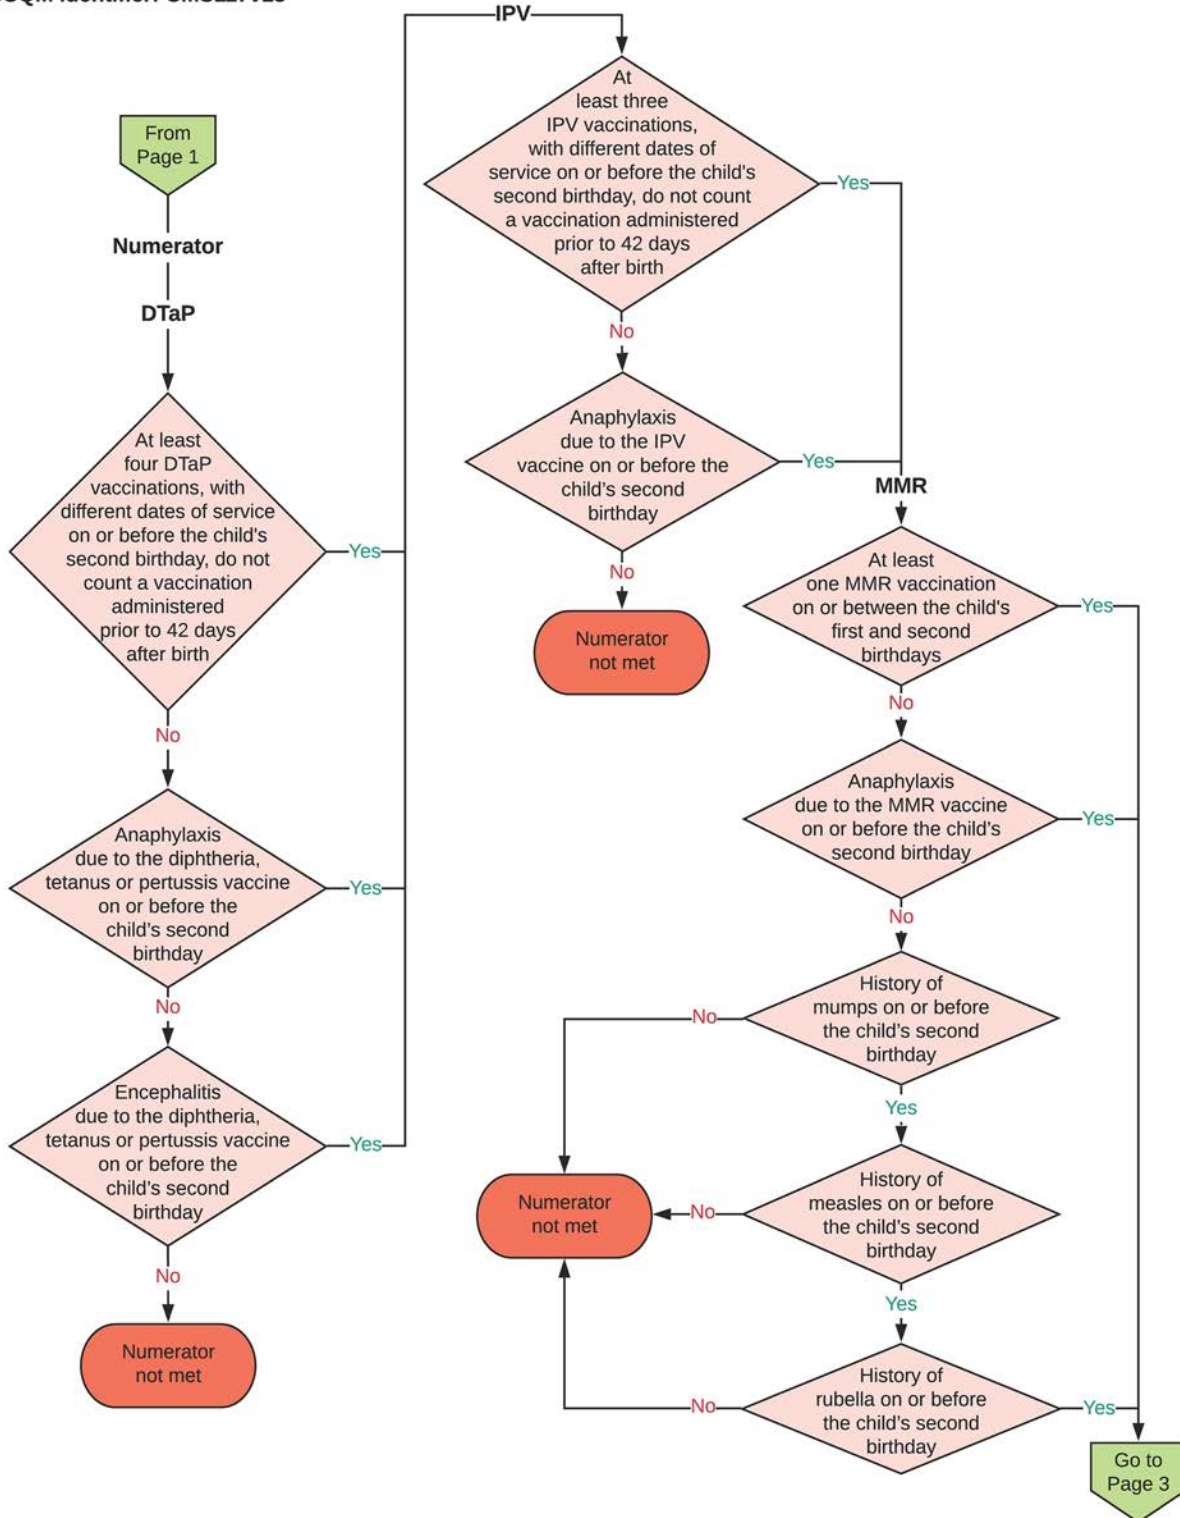 IPV
From
Page 1
Numerator
DTaP
At least
four DTaP
vaccinations, with
different dates of service
on or before the child's
second birthday, do not
count a vaccination
administered
prior to 42 days
after birth
Yes
No
Anaphylaxis
due to the diphtheria,
tetanus or pertussis vaccine
on or before the
child's second
birthday
Yes
No
Encephalitis
due to the diphtheria,
tetanus or pertussis vaccine
on or before the
child's second
birthday
Yes
No
Numerator
not met
At
least three
IPV vaccinations,
with different dates of
service on or before the child's
second birthday, do not count
a vaccination administered
prior to 42 days
after birth
Yes
No
Anaphylaxis
due to the IPV
vaccine on or before the
child's second
birthday
Yes
No
Numerator
not met
MMR
At least
one MMR vaccination
on or between the child's
first and second
birthdays
Yes
No
Anaphylaxis
due to the MMR vaccine
on or before the child's
second birthday
Yes
No
History of
mumps on or before
the child's second
birthday
No
Yes
History of
measles on or before
the child's second
birthday
No
Numerator
not met
Yes
History of
rubella on or before
the child's second
birthday
No
Yes
Go to
Page 3